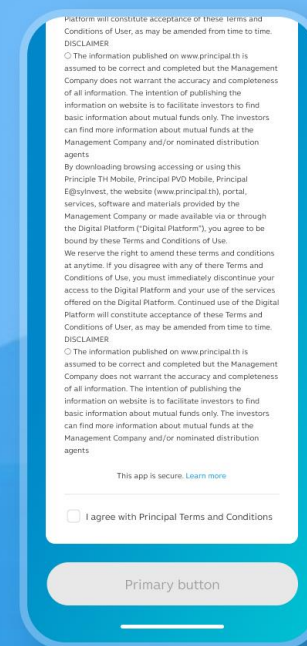 Platform will constitute acceptance of these Terms and
Conditions of User, as may be amended from time to time.
DISCLAIMER
○ The information published on www.principal.th is
assumed to be correct and completed but the Management
Company does not warrant the accuracy and completeness
of all information. The intention of publishing the
information on website is to facilitate investors to find
basic information about mutual funds only. The investors
can find more information about mutual funds at the
Management Company and/or nominated distribution
agents
By downloading browsing accessing or using this
Principle TH Mobile, Principal PVD Mobile, Principal
E@syInvest, the website (www.principal.th), portal,
services, software and materials provided by the
Management Company or made available via or through
the Digital Platform ("Digital Platform"), you agree to be
bound by these Terms and Conditions of Use.
We reserve the right to amend these terms and conditions
at anytime. If you disagree with any of there Terms and
Conditions of Use, you must immediately discontinue your
access to the Digital Platform and your use of the services
offered on the Digital Platform. Continued use of the Digital
Platform will constitute acceptance of these Terms and
Conditions of User, as may be amended from time to time.
DISCLAIMER
○ The information published on www.principal.th is
assumed to be correct and completed but the Management
Company does not warrant the accuracy and completeness
of all information. The intention of publishing the
information on website is to facilitate investors to find
basic information about mutual funds only. The investors
can find more information about mutual funds at the
Management Company and/or nominated distribution
agents
This app is secure. Learn more
I agree with Principal Terms and Conditions
Primary button